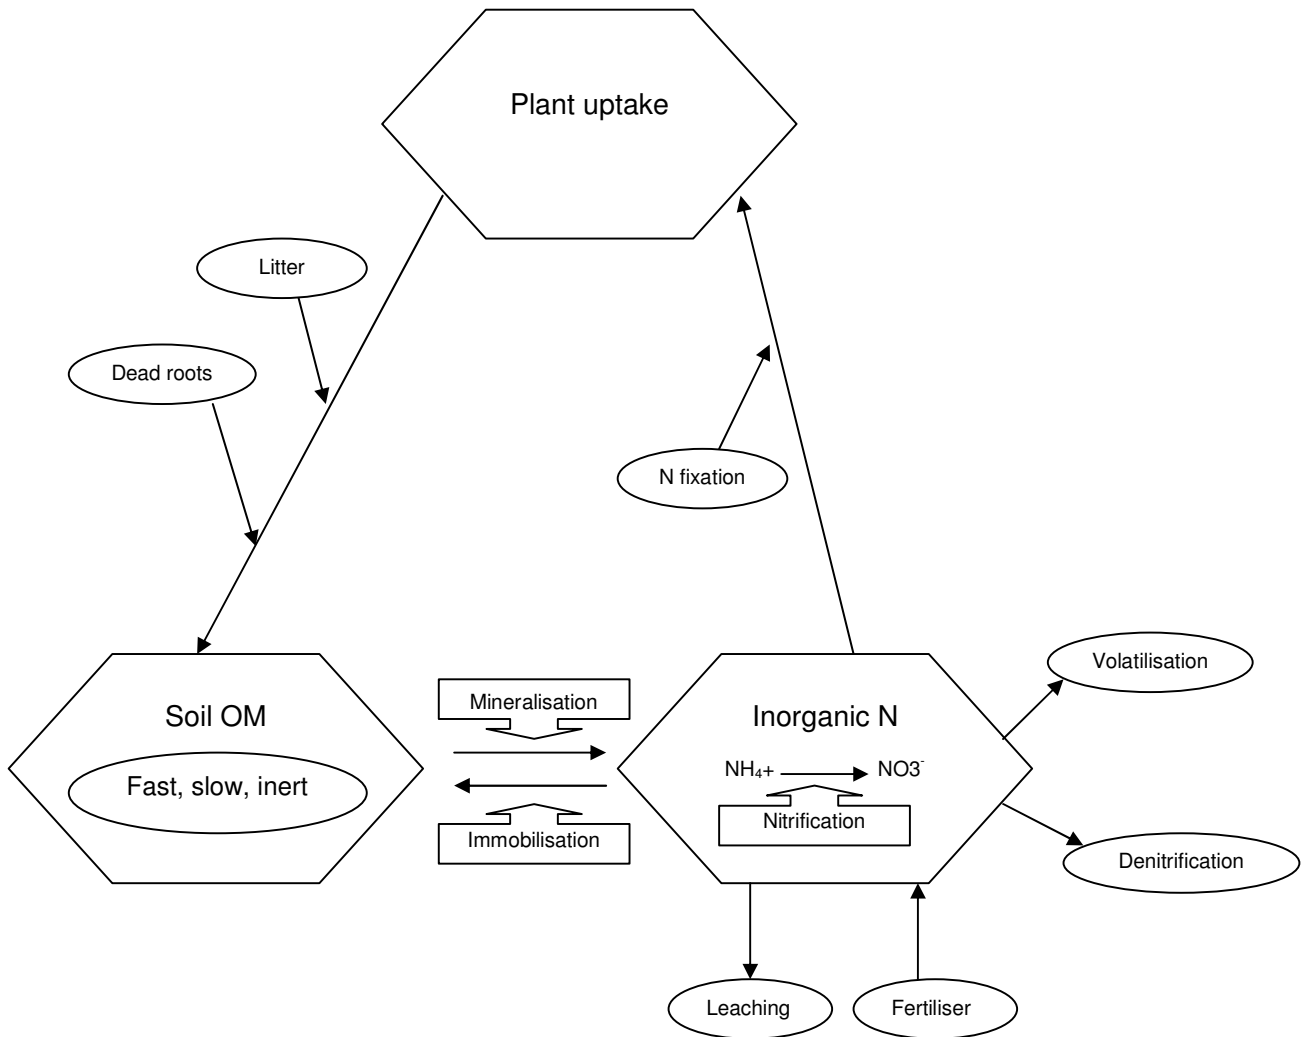 Plant uptake
Litter
Dead roots
N fixation
Volatilisation
Soil OM
Fast, slow, inert
Mineralisation
Immobilisation
Inorganic N
NH₄+ NO3⁻
Nitrification
Denitrification
Leaching
Fertiliser